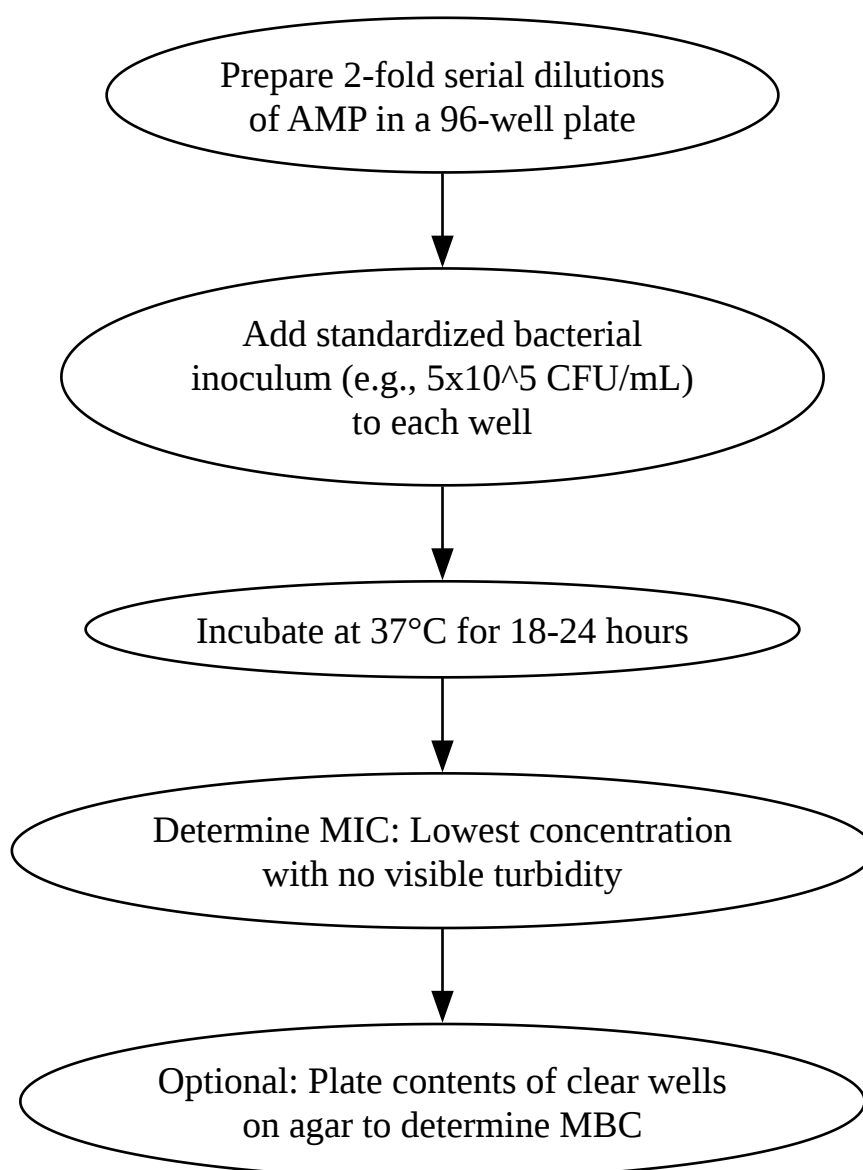 Prepare 2-fold serial dilutions
of AMP in a 96-well plate
Add standardized bacterial
inoculum (e.g., 5x10^5 CFU/mL)
to each well
Incubate at 37°C for 18-24 hours
Determine MIC: Lowest concentration
with no visible turbidity
Optional: Plate contents of clear wells
on agar to determine MBC